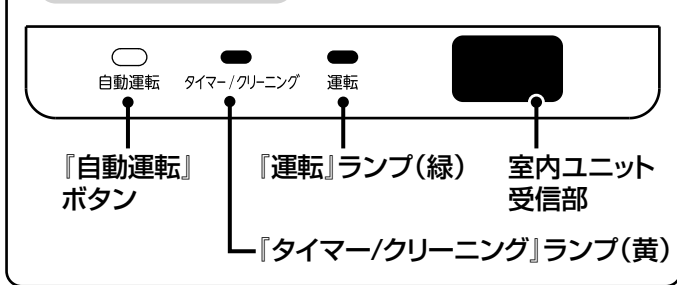 自動運転 タイマー/クリーニング 運転
『自動運転』
ボタン
『運転』ランプ(緑)
室内ユニット
受信部
『タイマー/クリーニング』ランプ(黄)